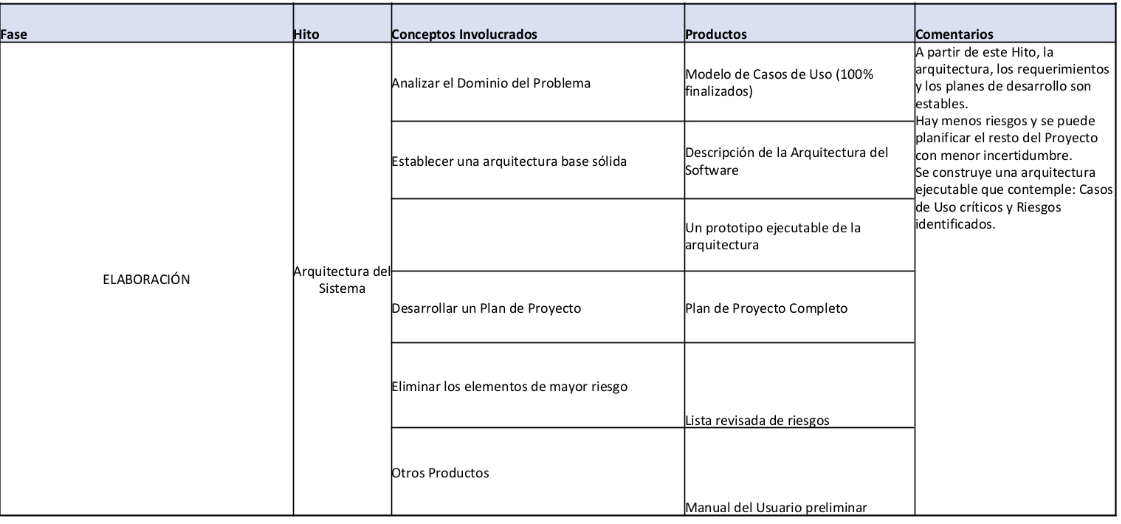 Fase
Hito
Conceptos Involucrados
Productos
Comentarios
ELABORACIÓN
Arquitectura del
Sistema
Analizar el Dominio del Problema
Modelo de Casos de Uso (100%
finalizados)
Establecer una arquitectura base sólida
Descripción de la Arquitectura del
Software
Un prototipo ejecutable de la
arquitectura
Desarrollar un Plan de Proyecto
Plan de Proyecto Completo
Eliminar los elementos de mayor riesgo
Lista revisada de riesgos
Otros Productos
Manual del Usuario preliminar
A partir de este Hito, la
arquitectura, los requerimientos
y los planes de desarrollo son
estables.
Hay menos riesgos y se puede
planificar el resto del Proyecto
con menor incertidumbre.
Se construye una arquitectura
ejecutable que contemple: Casos
de Uso críticos y Riesgos
identificados.